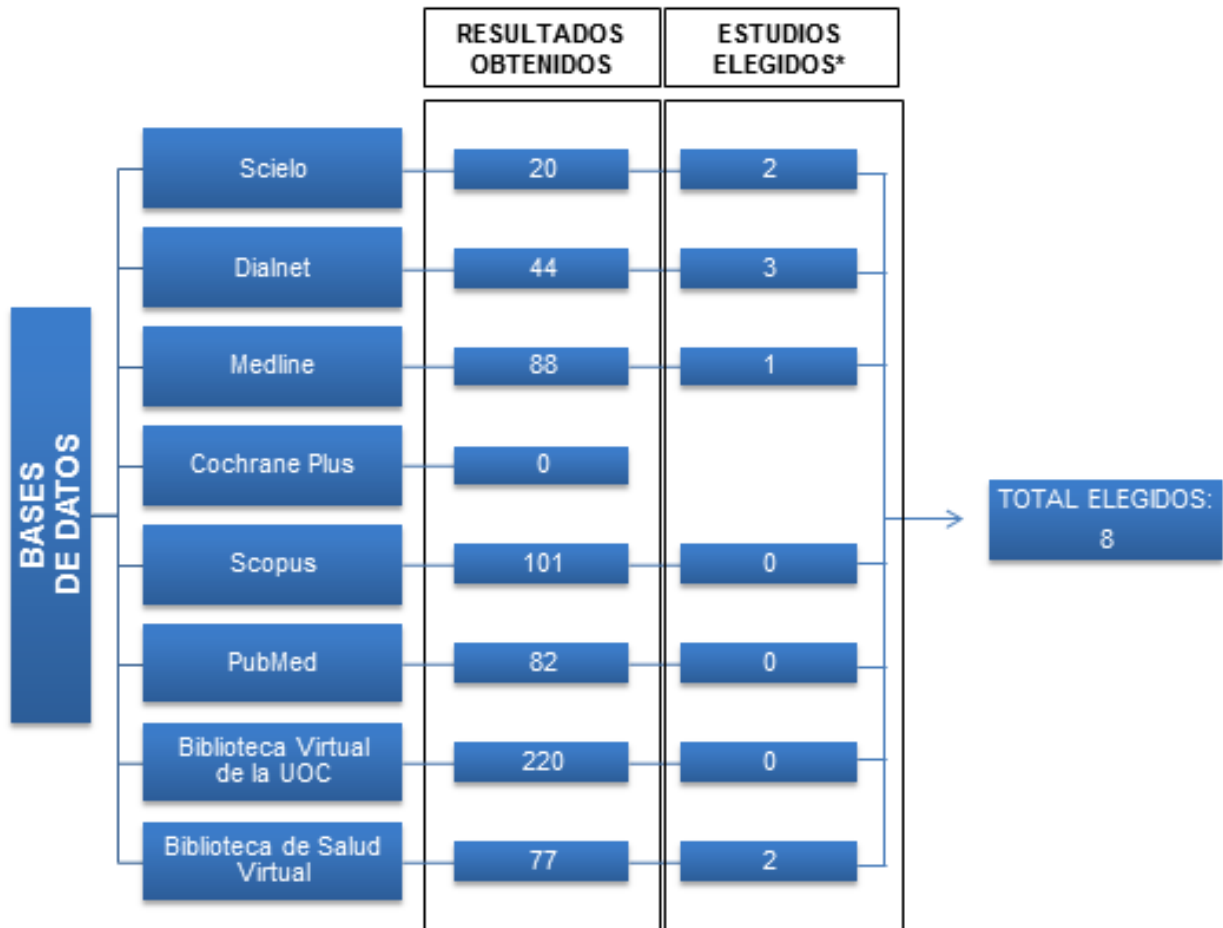 RESULTADOS
OBTENIDOS
ESTUDIOS
ELEGIDOS*
BASES
DE DATOS
Scielo
20
2
Dialnet
44
3
Medline
88
1
Cochrane Plus
0
Scopus
101
0
PubMed
82
0
Biblioteca Virtual
de la UOC
220
0
Biblioteca de Salud
Virtual
77
2
TOTAL ELEGIDOS:
8